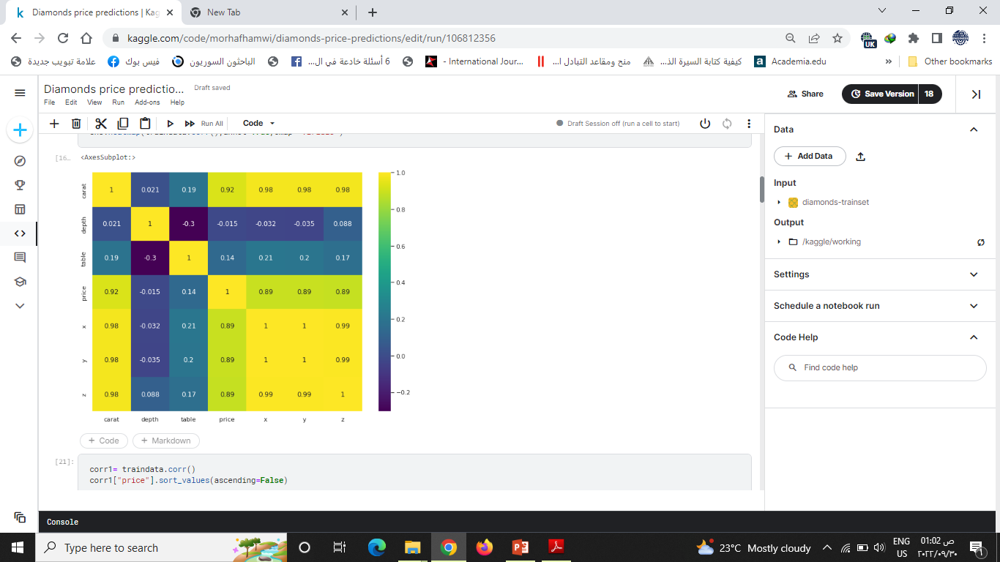 Diamonds price predictions | Kag
New Tab
kaggle.com/code/morhafhamwi/diamonds-price-predictions/edit/run/106812356
UK
علامة تبويب جديدة
فيس بوك
الباحثون السوريون
6 أسئلة خادعة في ال...
- International Jour...
منح ومقاعد التبادل ا...
كيفية كتابة السيرة الذ...
Academia.edu
»
Other bookmarks
Diamonds price predictio...
Draft saved
File Edit View Run Add-ons Help
Share
Save Version 18
Run All
Code
Draft Session off (run a cell to start)
[16...
<AxesSubplot:>
carat 1 0.021 0.19 0.92 0.98 0.98 0.98
depth 0.021 1 -0.3 -0.015 -0.032 -0.035 0.088
table 0.19 -0.3 1 0.14 0.21 0.2 0.17
price 0.92 -0.015 0.14 1 0.89 0.89 0.89
x 0.98 -0.032 0.21 0.89 1 1 0.99
y 0.98 -0.035 0.2 0.89 1 1 0.99
z 0.98 0.088 0.17 0.89 0.99 0.99 1
carat depth table price x y z
1.0
0.8
0.6
0.4
0.2
0.0
−0.2
+ Code
+ Markdown
[21]:
corr1= traindata.corr()
corr1["price"].sort_values(ascending=False)
Data
+ Add Data
Input
diamonds-trainset
Output
/kaggle/working
Settings
Schedule a notebook run
Code Help
Find code help
Console
Type here to search
23°C Mostly cloudy
ENG
US
01:02 ص
٢٠٢٢/٠٩/٣٠
1